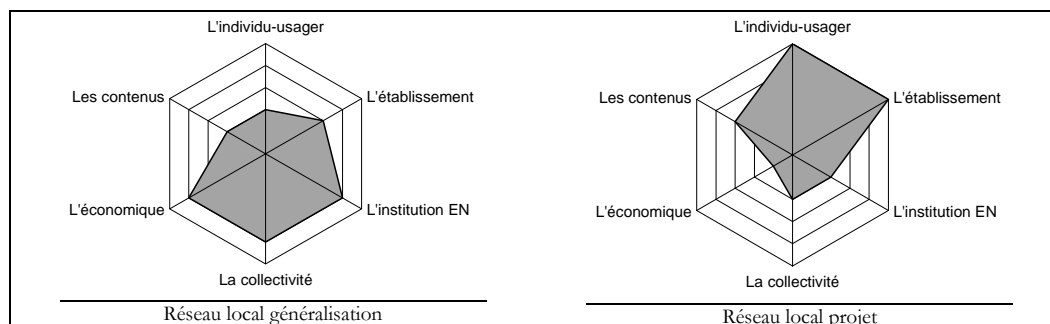 L'individu-usager
Les contenus
L'établissement
L'économique
L'institution EN
La collectivité
Réseau local généralisation
L'individu-usager
Les contenus
L'établissement
L'économique
L'institution EN
La collectivité
Réseau local projet